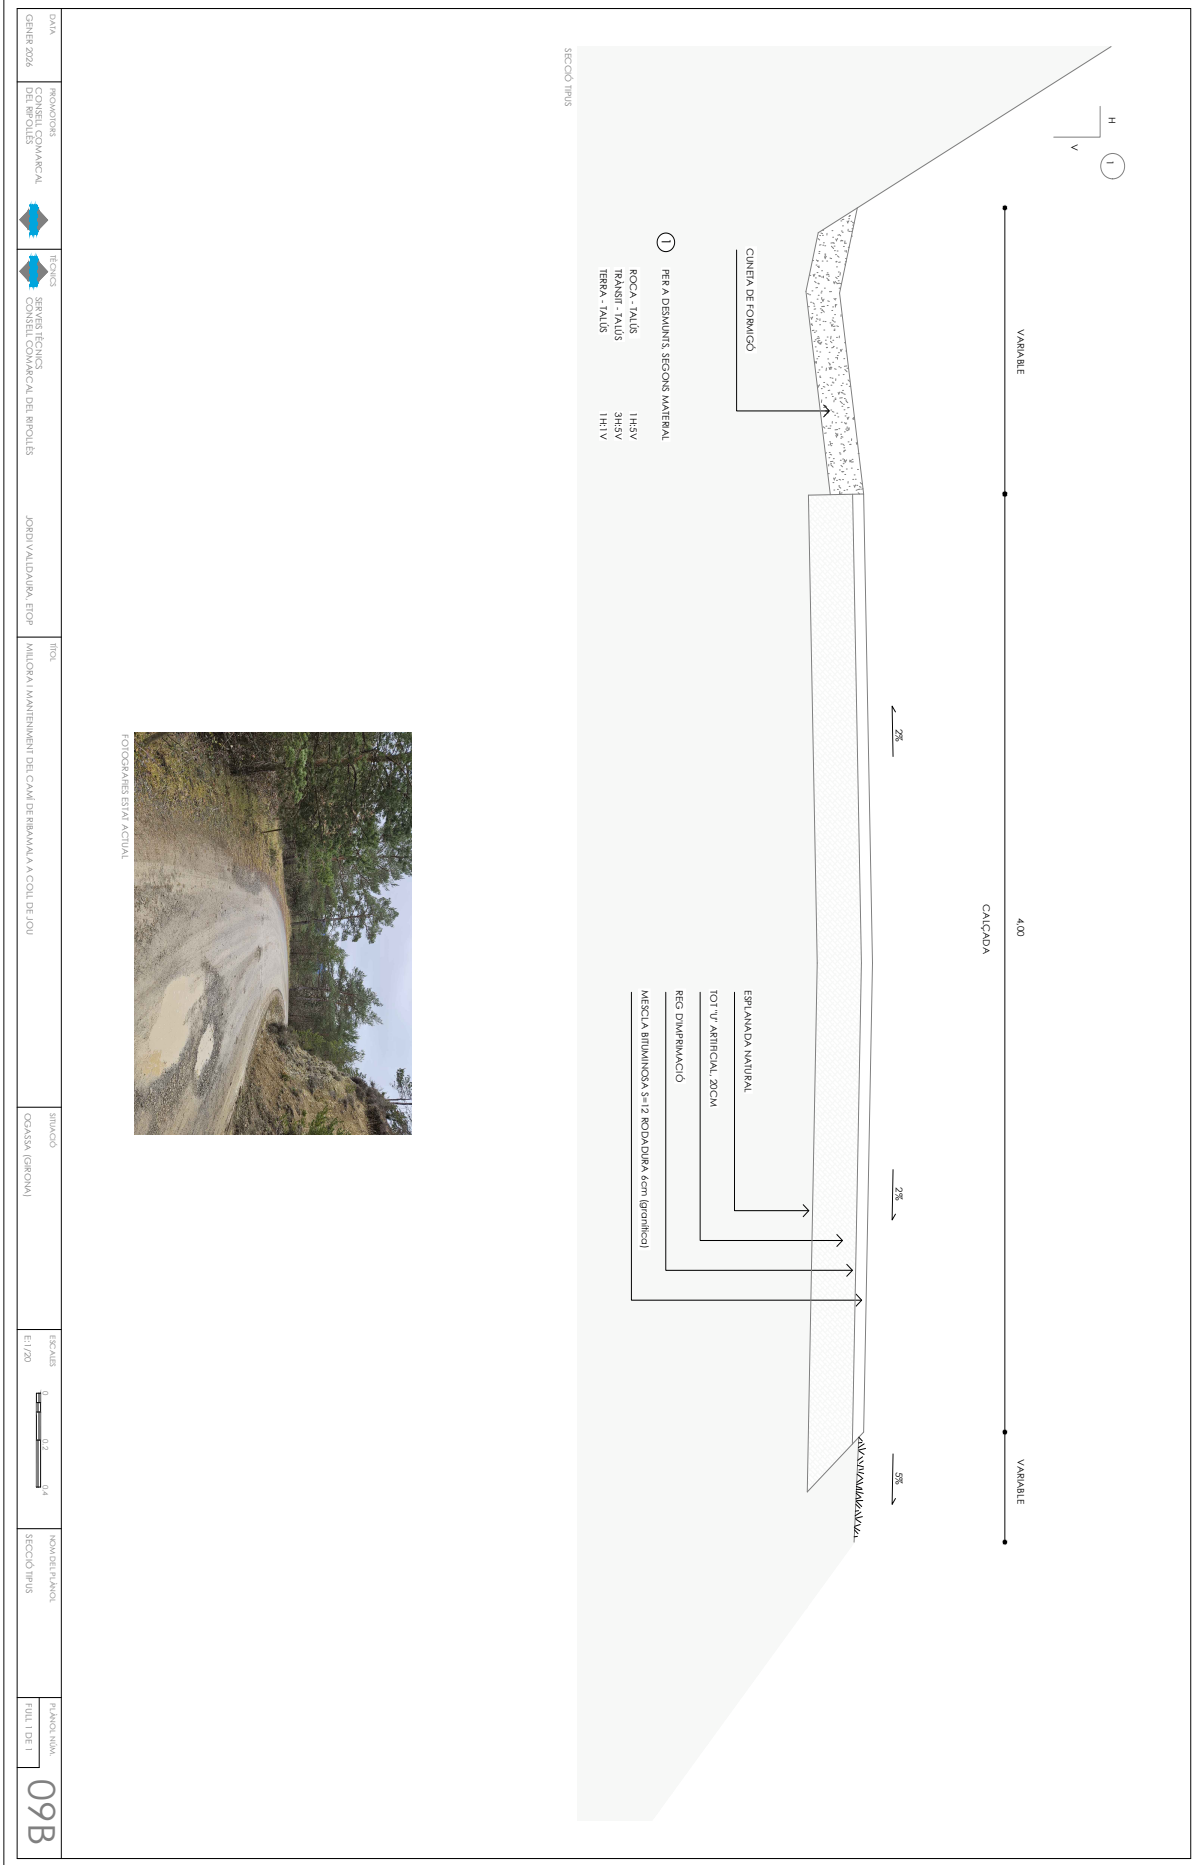 H
V
1
VARIABLE
4,00
CALÇADA
VARIABLE
2%
2%
5%
CUNETA DE FORMIGÓ
1 PER A DESMUNTS, SEGONS MATERIAL
ROCA - TALÚS 1H:5V
TRÀNSIT - TALÚS 3H:5V
TERRA - TALÚS 1H:1V
ESPLANADA NATURAL
TOT "U" ARTIFICIAL, 20CM
REG D'IMPRIMACIÓ
MESCLA BITUMINOSA S=12 RODADURA 6cm (granítica)
SECCIÓ TIPUS
FOTOGRAFIES ESTAT ACTUAL
DATA
GENER 2026
PROMOTORS
CONSELL COMARCAL
DEL RIPOLLÈS
TÈCNICS
SERVEIS TÈCNICS
CONSELL COMARCAL DEL RIPOLLÈS
JORDI VALLDAURA, ETOP
TÍTOL
MILLORA I MANTENIMENT DEL CAMÍ DE RIBAMALA A COLL DE JOU
SITUACIÓ
OGASSA (GIRONA)
ESCALES
E:1/20
0 0.2 0.4
NOM DEL PLÀNOL
SECCIÓ TIPUS
PLÀNOL NÚM.
FULL 1 DE 1
09B